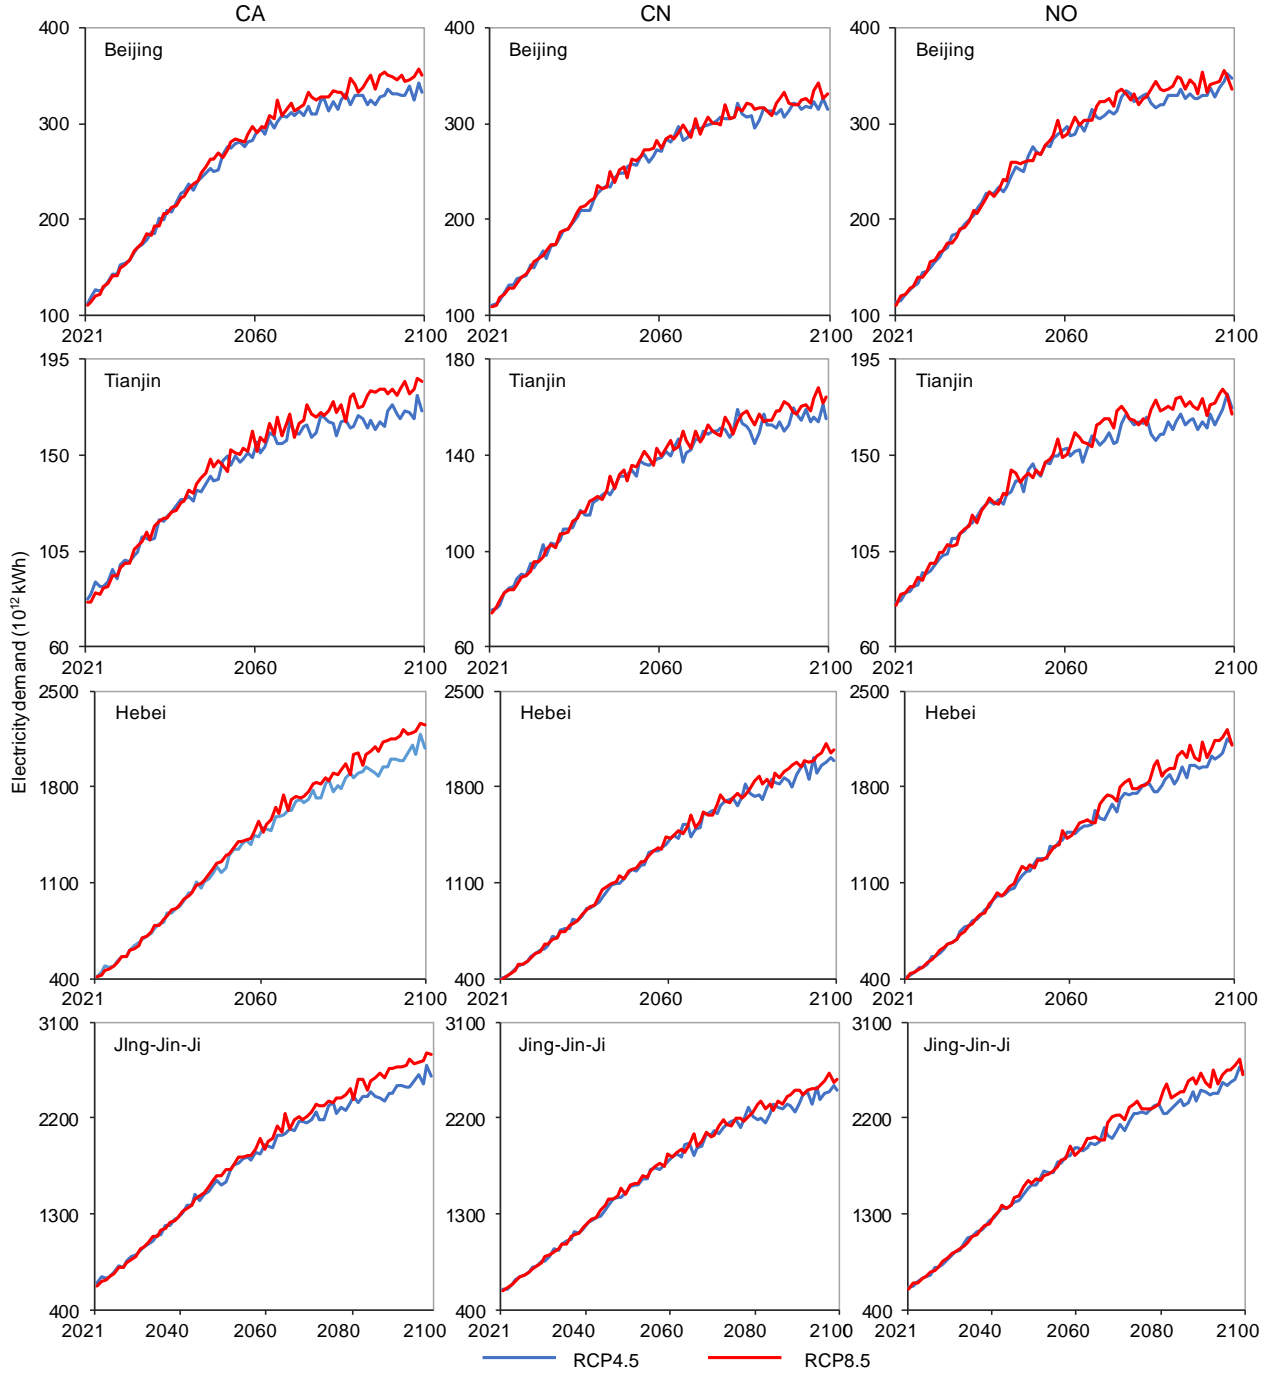 CA CN NO
400 400 400
Beijing Beijing Beijing
300 300 300
200 200 200
100 100 100
2021 2060 2100 2021 2060 2100 2021 2060 2100
195 180 195
Tianjin Tianjin Tianjin
150 140 150
105 100 105
60 60 60
2021 2060 2100 2021 2060 2100 2021 2060 2100
Electricity demand (10¹² kWh)
2500 2500 2500
Hebei Hebei Hebei
1800 1800 1800
1100 1100 1100
400 400 400
2021 2060 2100 2021 2060 2100 2021 2060 2100
3100 3100 3100
JIng-Jin-Ji Jing-Jin-Ji Jing-Jin-Ji
2200 2200 2200
1300 1300 1300
400 400 400
2021 2040 2060 2080 2100 2021 2040 2060 2080 2100 2021 2040 2060 2080 2100
RCP4.5 RCP8.5